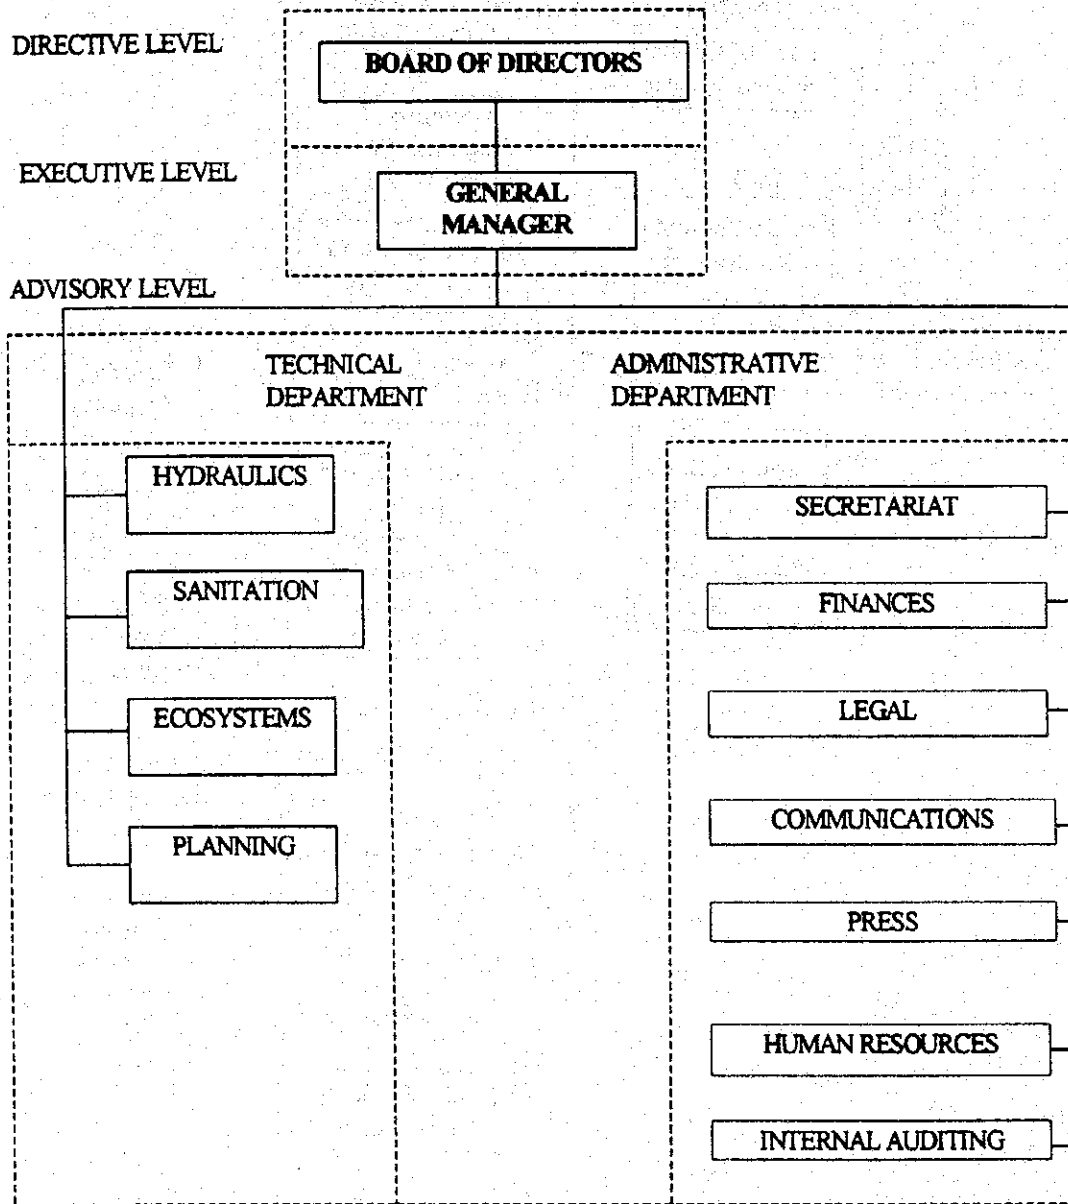 DIRECTIVE LEVEL
BOARD OF DIRECTORS
EXECUTIVE LEVEL
GENERAL
MANAGER
ADVISORY LEVEL
TECHNICAL
DEPARTMENT
ADMINISTRATIVE
DEPARTMENT
HYDRAULICS
SANITATION
ECOSYSTEMS
PLANNING
SECRETARIAT
FINANCES
LEGAL
COMMUNICATIONS
PRESS
HUMAN RESOURCES
INTERNAL AUDITING